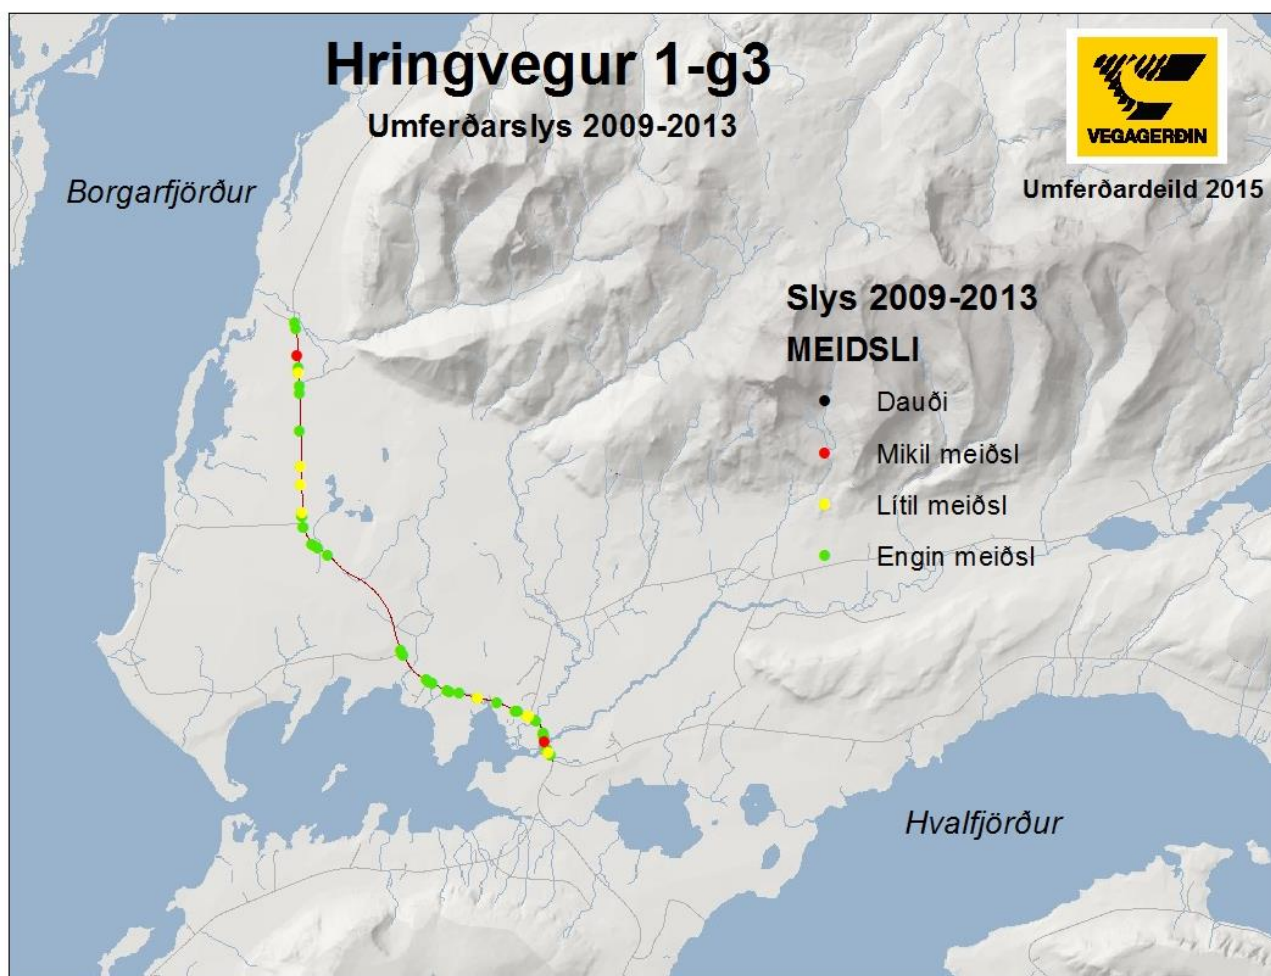 Hringvegur 1-g3
Umferðarslys 2009-2013
VEGAGERÐIN
Umferðardeild 2015
Borgarfjörður
Slys 2009-2013
MEIDSLI
Dauði
Mikil meiðsl
Lítil meiðsl
Engin meiðsl
Hvalfjörður